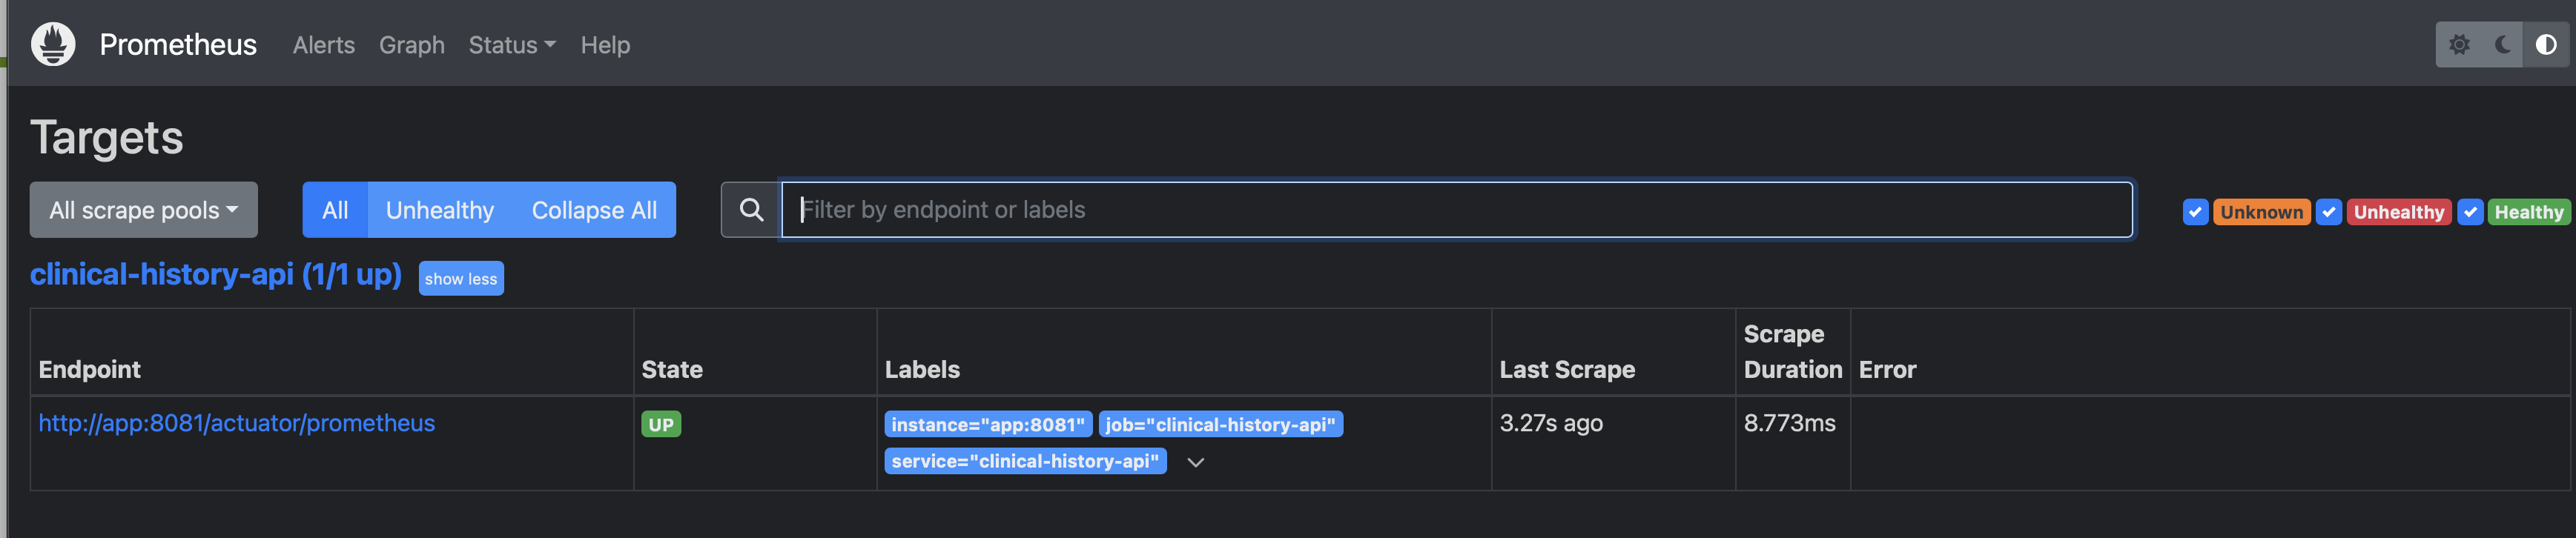 Prometheus Alerts Graph Status Help
Targets
All scrape pools All Unhealthy Collapse All Filter by endpoint or labels Unknown Unhealthy Healthy
clinical-history-api (1/1 up) show less
Endpoint State Labels Last Scrape Scrape Duration Error
http://app:8081/actuator/prometheus UP instance="app:8081" job="clinical-history-api" 3.27s ago 8.773ms
service="clinical-history-api"